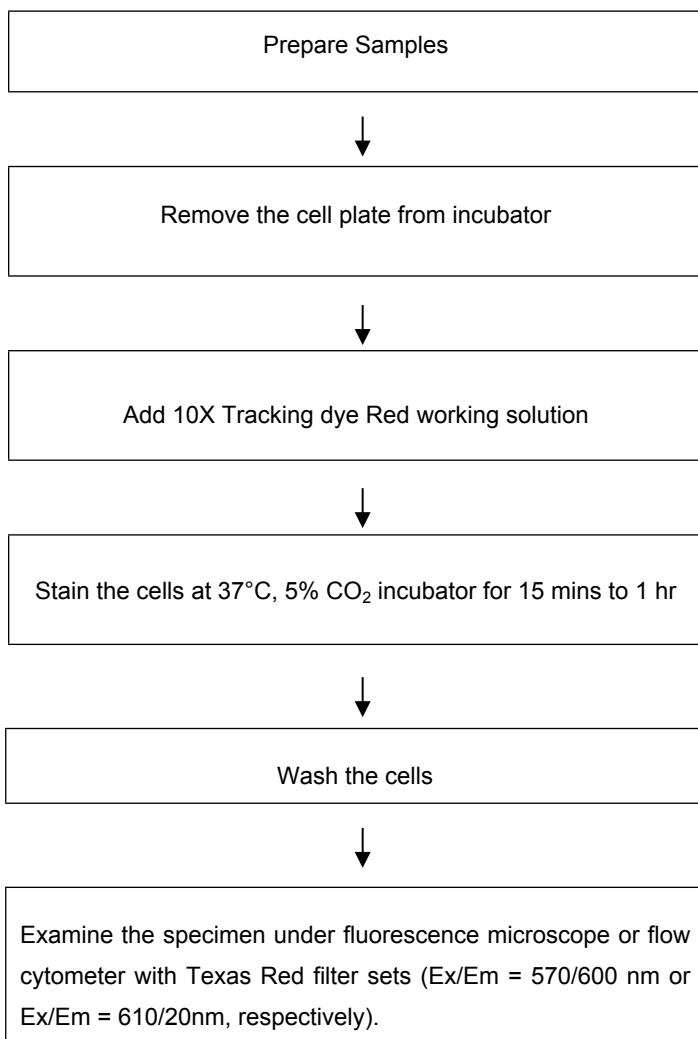 Prepare Samples
Remove the cell plate from incubator
Add 10X Tracking dye Red working solution
Stain the cells at 37°C, 5% CO₂ incubator for 15 mins to 1 hr
Wash the cells
Examine the specimen under fluorescence microscope or flow
cytometer with Texas Red filter sets (Ex/Em = 570/600 nm or
Ex/Em = 610/20nm, respectively).